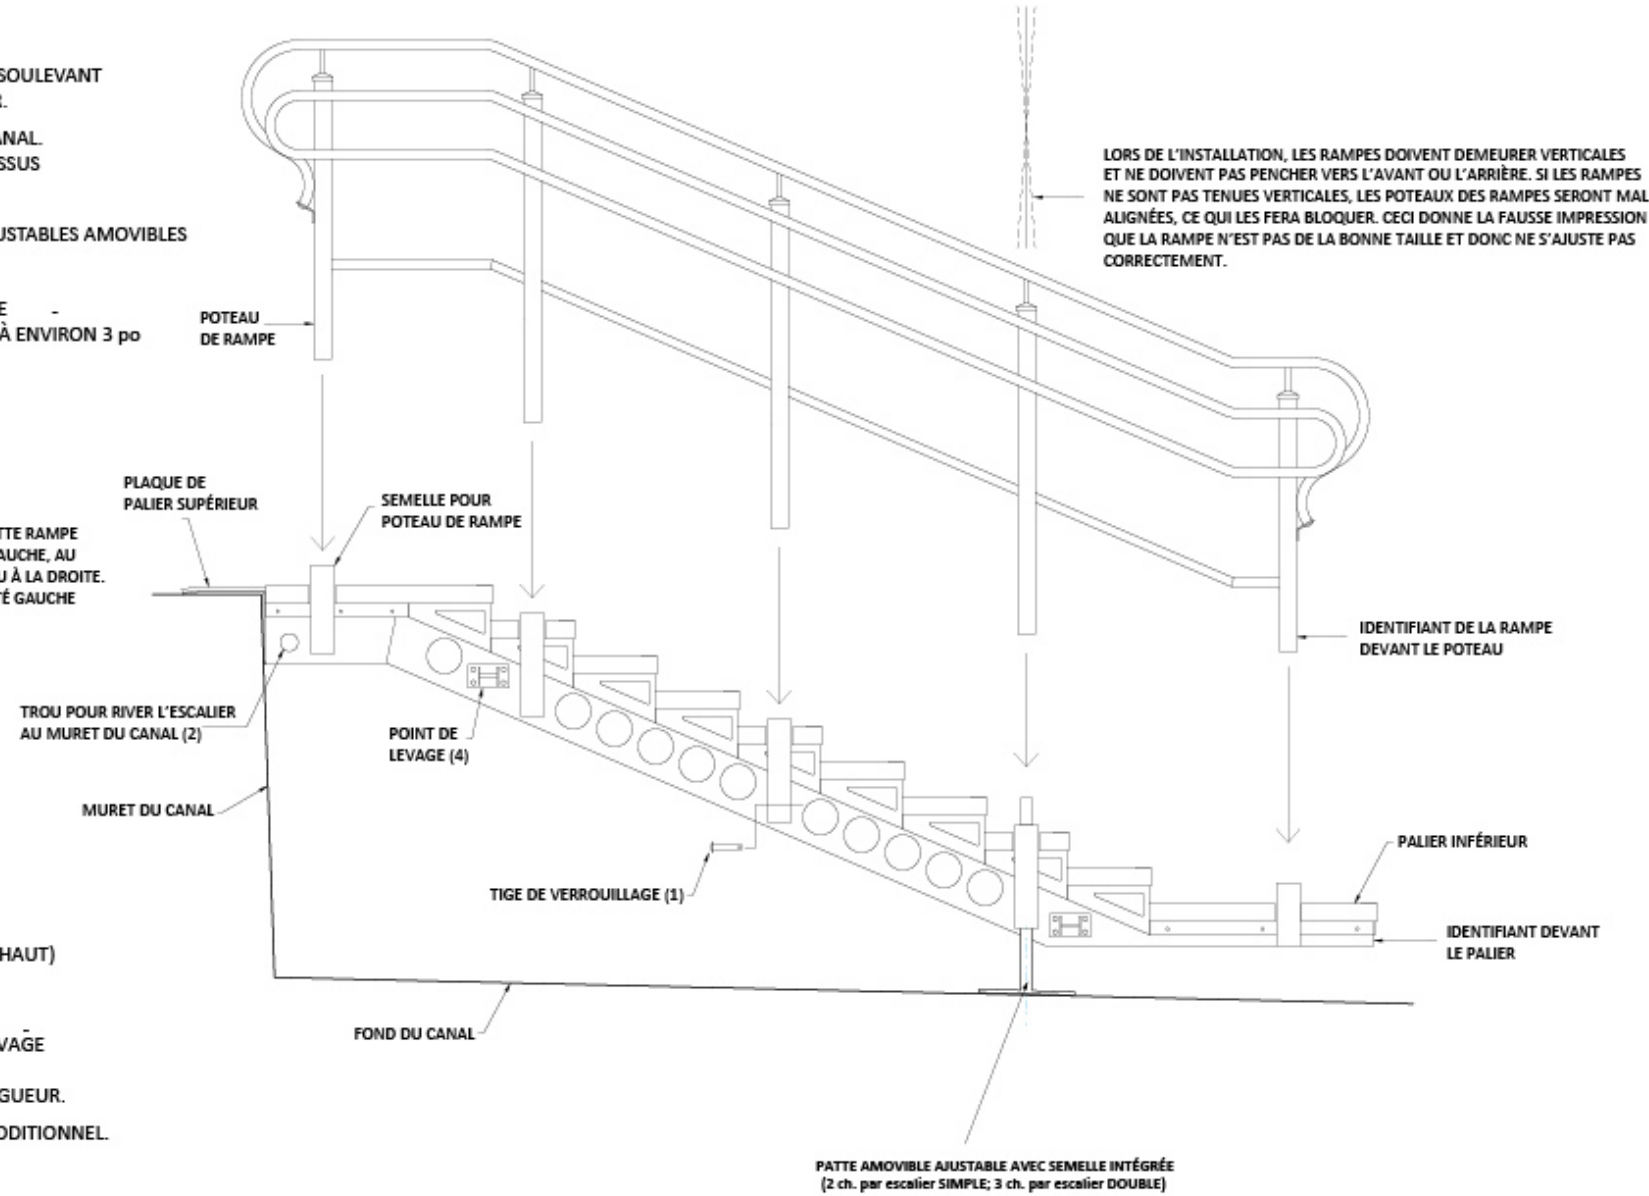 SOULEVANT
R.
ANAL.
SSUS
USTABLES AMOVIBLES
E -
À ENVIRON 3 po
LORS DE L'INSTALLATION, LES RAMPES DOIVENT DEMEURER VERTICALES
ET NE DOIVENT PAS PENCHER VERS L'AVANT OU L'ARRIÈRE. SI LES RAMPES
NE SONT PAS TENUES VERTICALES, LES POTEAUX DES RAMPES SERONT MAL
ALIGNÉES, CE QUI LES FERA BLOQUER. CECI DONNE LA FAUSSE IMPRESSION
QUE LA RAMPE N'EST PAS DE LA BONNE TAILLE ET DONC NE S'AJUSTE PAS
CORRECTEMENT.
POTEAU
DE RAMPE
PLAQUE DE
PALIER SUPÉRIEUR
SEMELLE POUR
POTEAU DE RAMPE
TTE RAMPE
AUCHE, AU
U À LA DROITE.
TÉ GAUCHE
IDENTIFIANT DE LA RAMPE
DEVANT LE POTEAU
TROU POUR RIVER L'ESCALIER
AU MURET DU CANAL (2)
POINT DE
LEVAGE (4)
MURET DU CANAL
TIGE DE VERROUILLAGE (1)
PALIER INFÉRIEUR
IDENTIFIANT DEVANT
LE PALIER
HAUT)
FOND DU CANAL
-
VAGE
GUEUR.
ODITIONNEL.
PATTE AMOVIBLE AJUSTABLE AVEC SEMELLE INTÉGRÉE
(2 ch. par escalier SIMPLE; 3 ch. par escalier DOUBLE)